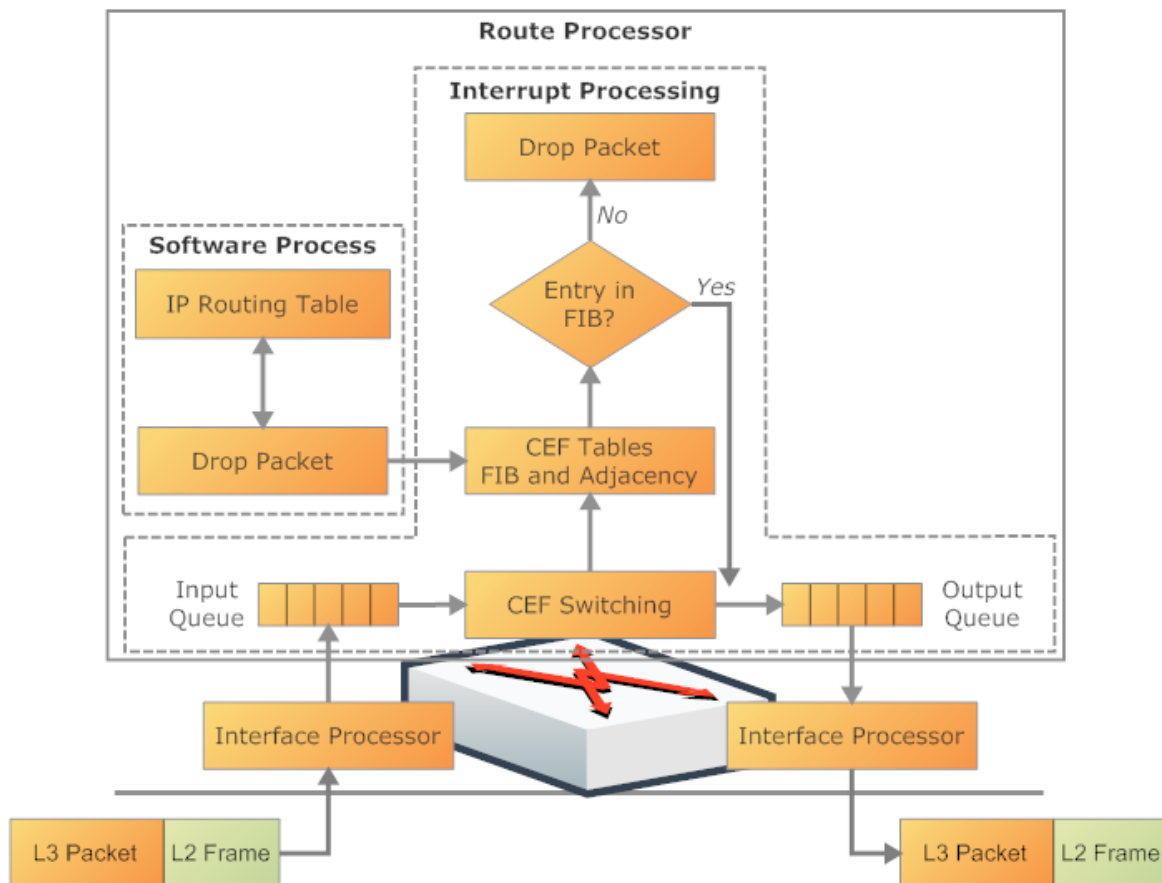 Route Processor
Interrupt Processing
Drop Packet
No
Software Process
IP Routing Table
Entry in
FIB?
Yes
Drop Packet
CEF Tables
FIB and Adjacency
Input
Queue
CEF Switching
Output
Queue
Interface Processor
Interface Processor
L3 Packet
L2 Frame
L3 Packet
L2 Frame